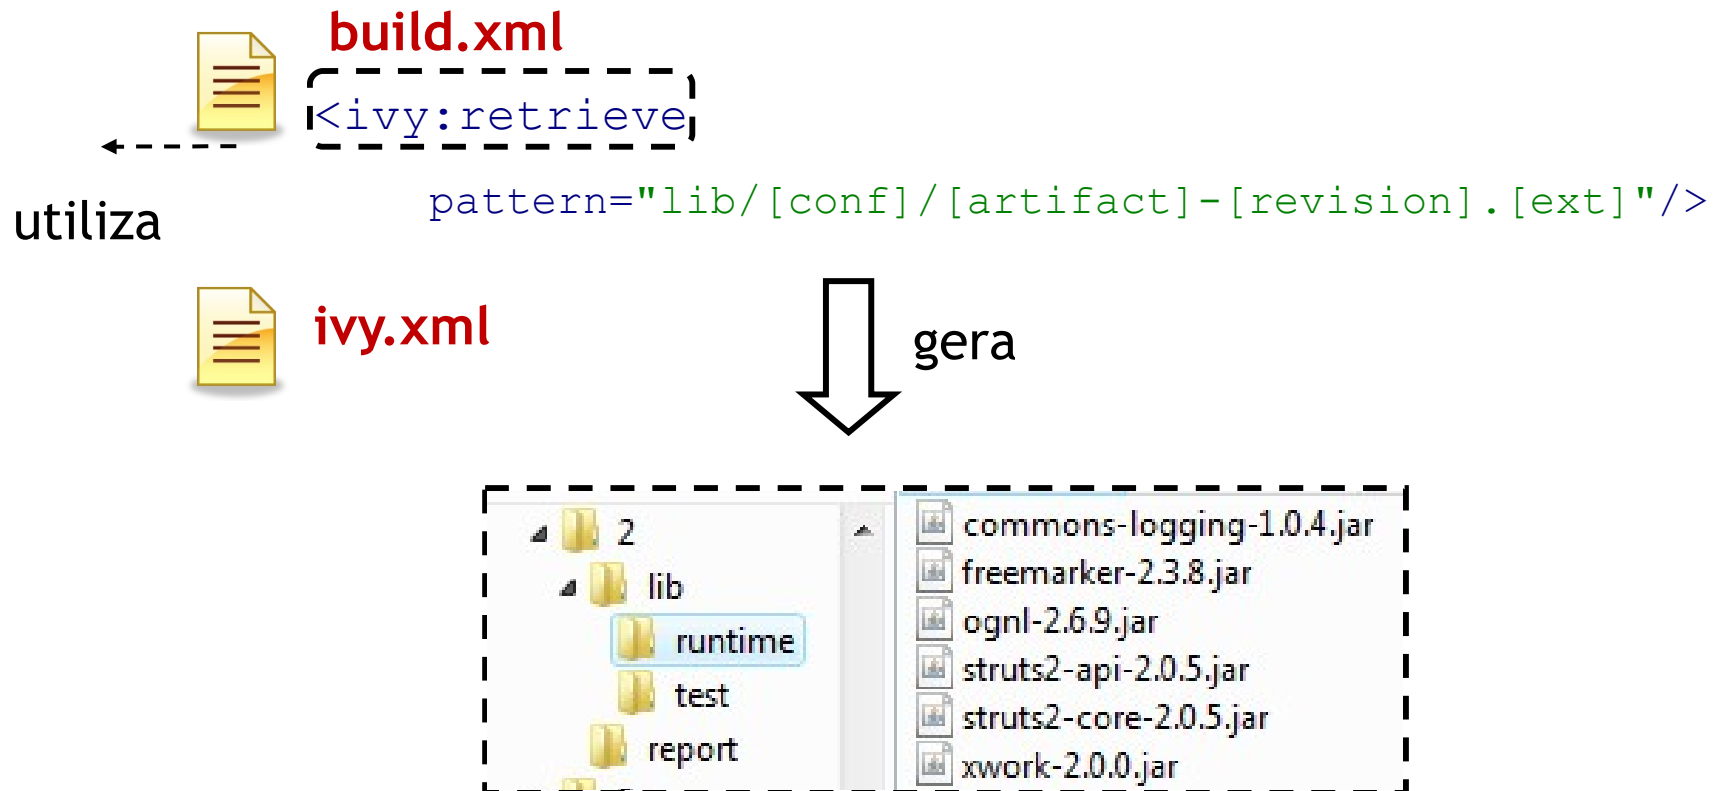 build.xml
<ivy:retrieve
pattern="lib/[conf]/[artifact]-[revision].[ext]"/>
utiliza
ivy.xml
gera
2
lib
runtime
test
report
commons-logging-1.0.4.jar
freemarker-2.3.8.jar
ognl-2.6.9.jar
struts2-api-2.0.5.jar
struts2-core-2.0.5.jar
xwork-2.0.0.jar